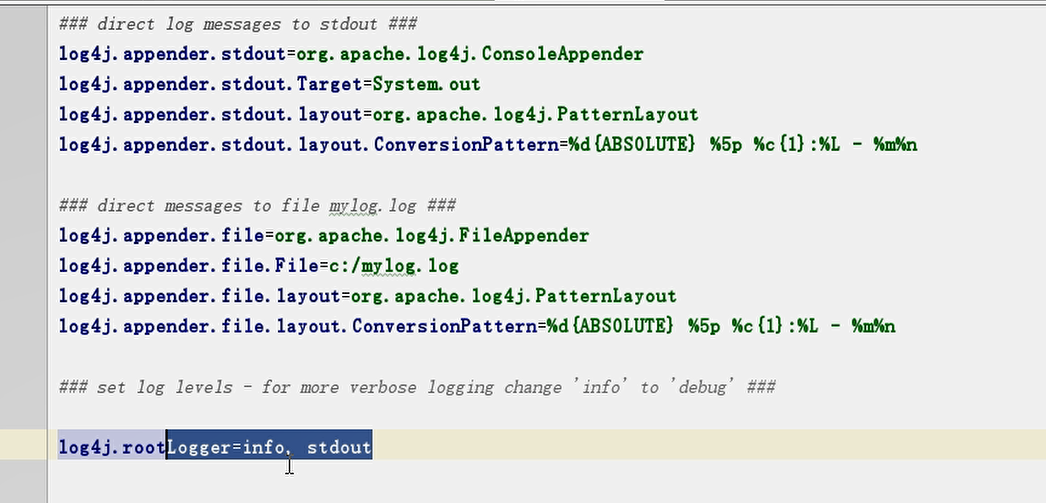 ### direct log messages to stdout ###
log4j.appender.stdout=org.apache.log4j.ConsoleAppender
log4j.appender.stdout.Target=System.out
log4j.appender.stdout.layout=org.apache.log4j.PatternLayout
log4j.appender.stdout.layout.ConversionPattern=%d{ABSOLUTE} %5p %c{1}:%L - %m%n
### direct messages to file mylog.log ###
log4j.appender.file=org.apache.log4j.FileAppender
log4j.appender.file.File=c:/mylog.log
log4j.appender.file.layout=org.apache.log4j.PatternLayout
log4j.appender.file.layout.ConversionPattern=%d{ABSOLUTE} %5p %c{1}:%L - %m%n
### set log levels - for more verbose logging change 'info' to 'debug' ###
log4j.rootLogger=info, stdout